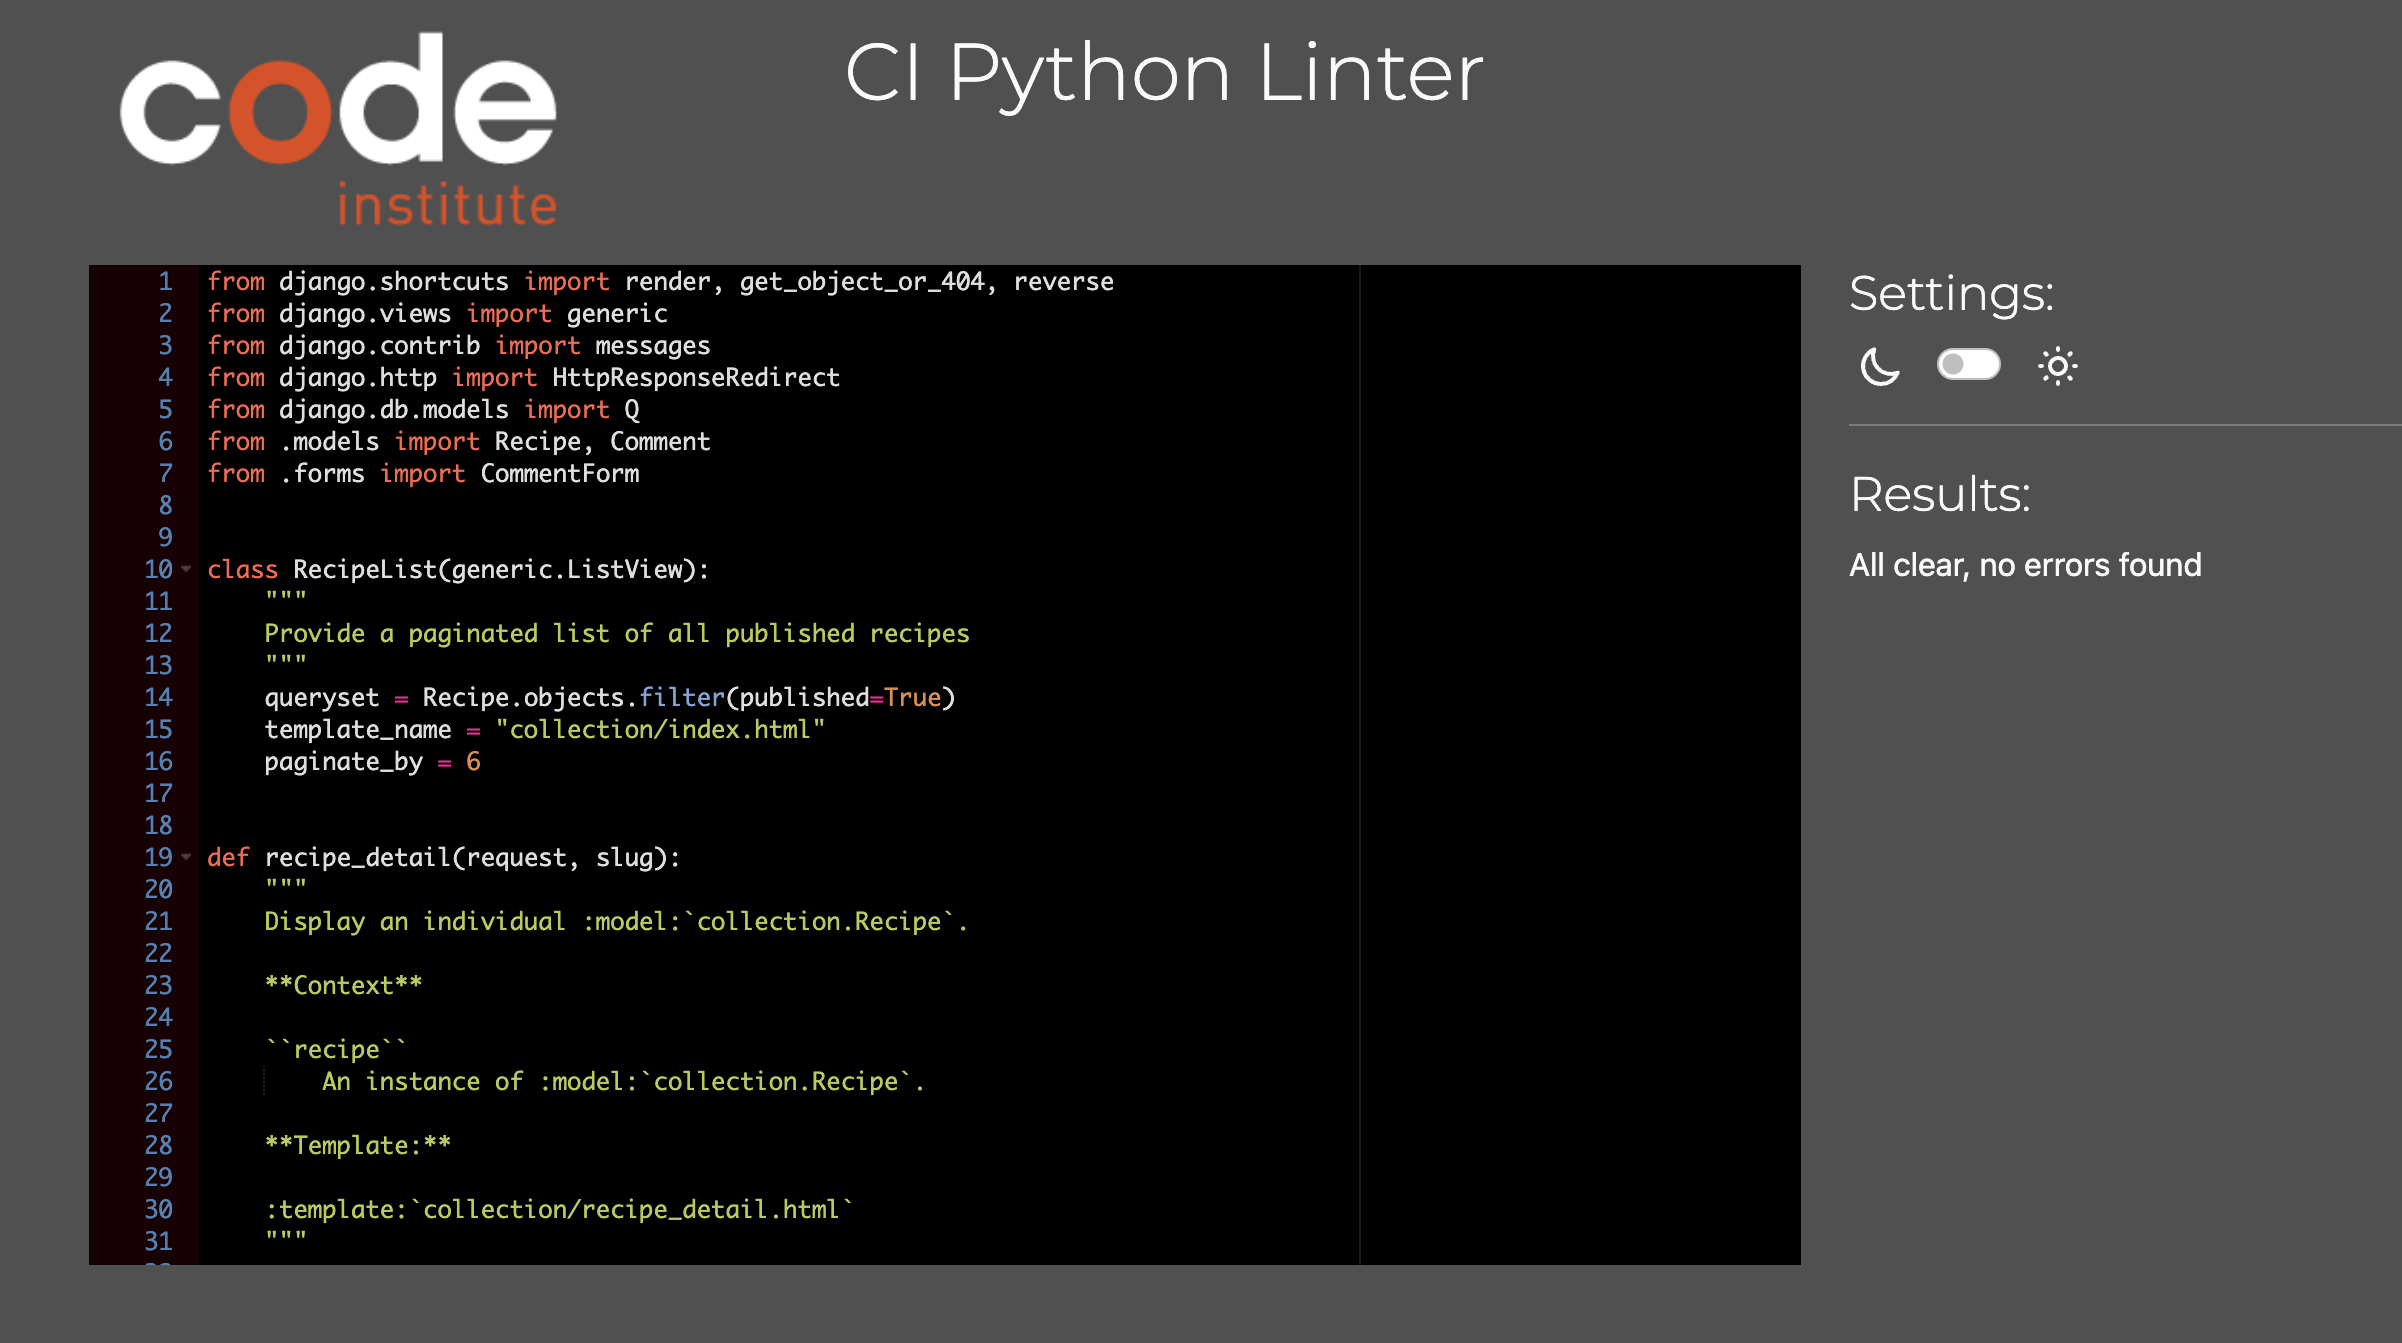 code
institute
CI Python Linter
1 from django.shortcuts import render, get_object_or_404, reverse
2 from django.views import generic
3 from django.contrib import messages
4 from django.http import HttpResponseRedirect
5 from django.db.models import Q
6 from .models import Recipe, Comment
7 from .forms import CommentForm
8
9
10 class RecipeList(generic.ListView):
11     """
12     Provide a paginated list of all published recipes
13     """
14     queryset = Recipe.objects.filter(published=True)
15     template_name = "collection/index.html"
16     paginate_by = 6
17
18
19 def recipe_detail(request, slug):
20     """
21     Display an individual :model:`collection.Recipe`.
22
23     **Context**
24
25     ``recipe``
26         An instance of :model:`collection.Recipe`.
27
28     **Template:**
29
30     :template:`collection/recipe_detail.html`
31     """
Settings:
Results:
All clear, no errors found